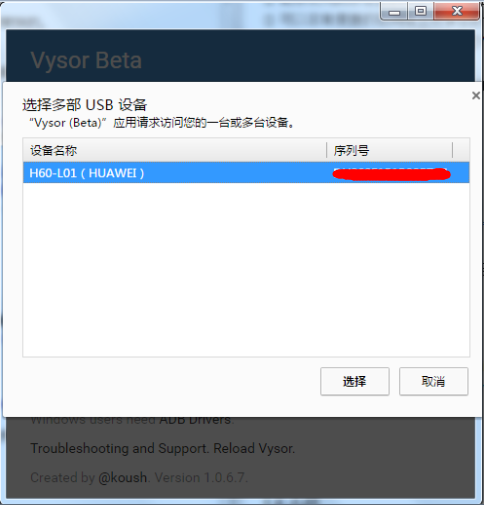 Vysor Beta
选择多部 USB 设备
“Vysor (Beta)”应用请求访问您的一台或多台设备。
设备名称 序列号
H60-L01 ( HUAWEI )
选择 取消
Windows users need ADB Drivers.
Troubleshooting and Support. Reload Vysor.
Created by @koush. Version 1.0.6.7.